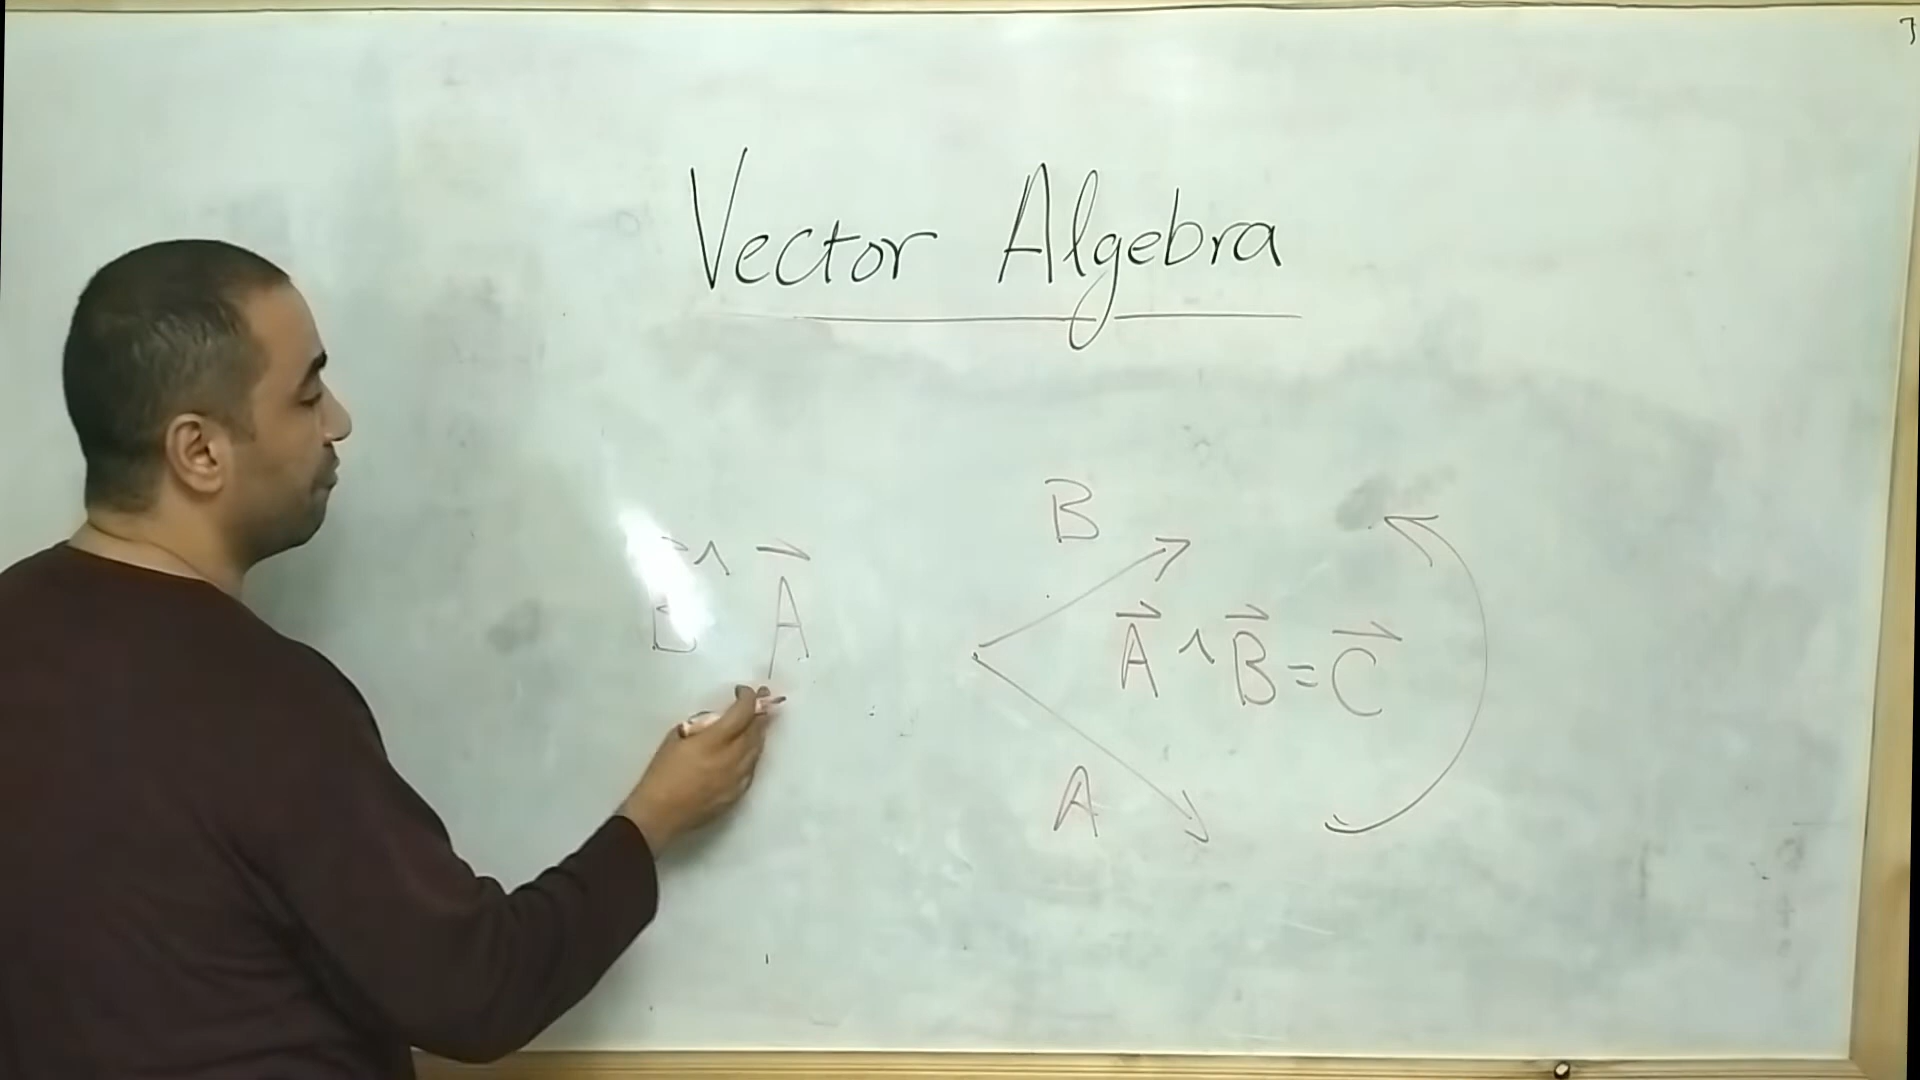 Vector Algebra
B
B⃗ ^ A⃗
A⃗ ^ B⃗ = C⃗
A